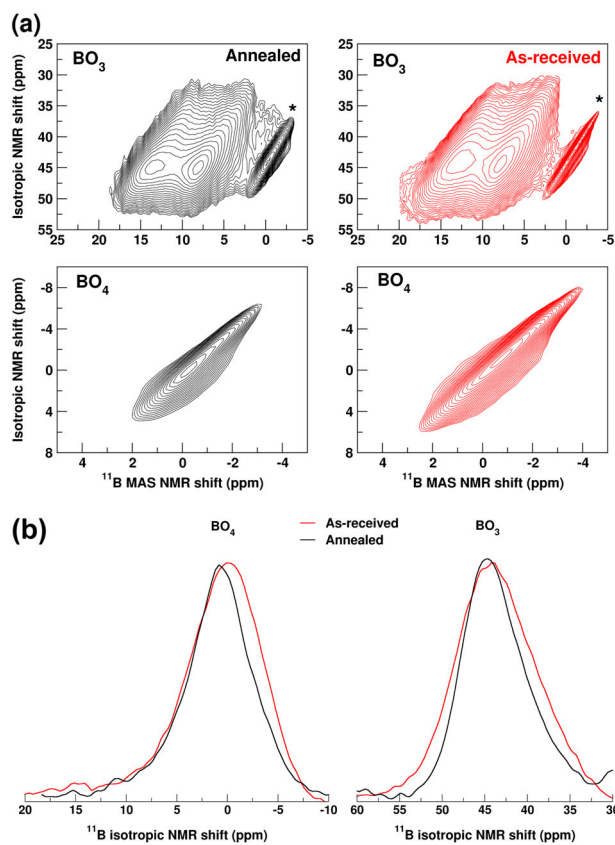 (a)
BO3
Annealed
*
Isotropic NMR shift (ppm)
25
30
35
40
45
50
55
25 20 15 10 5 0 -5
BO3
As-received
*
25
30
35
40
45
50
55
25 20 15 10 5 0 -5
BO4
Isotropic NMR shift (ppm)
-8
-4
0
4
8
4 2 0 -2 -4
11B MAS NMR shift (ppm)
BO4
-8
-4
0
4
8
4 2 0 -2 -4
11B MAS NMR shift (ppm)
(b)
BO4
As-received
Annealed
BO3
20 15 10 5 0 -5 -10
11B isotropic NMR shift (ppm)
60 55 50 45 40 35 30
11B isotropic NMR shift (ppm)